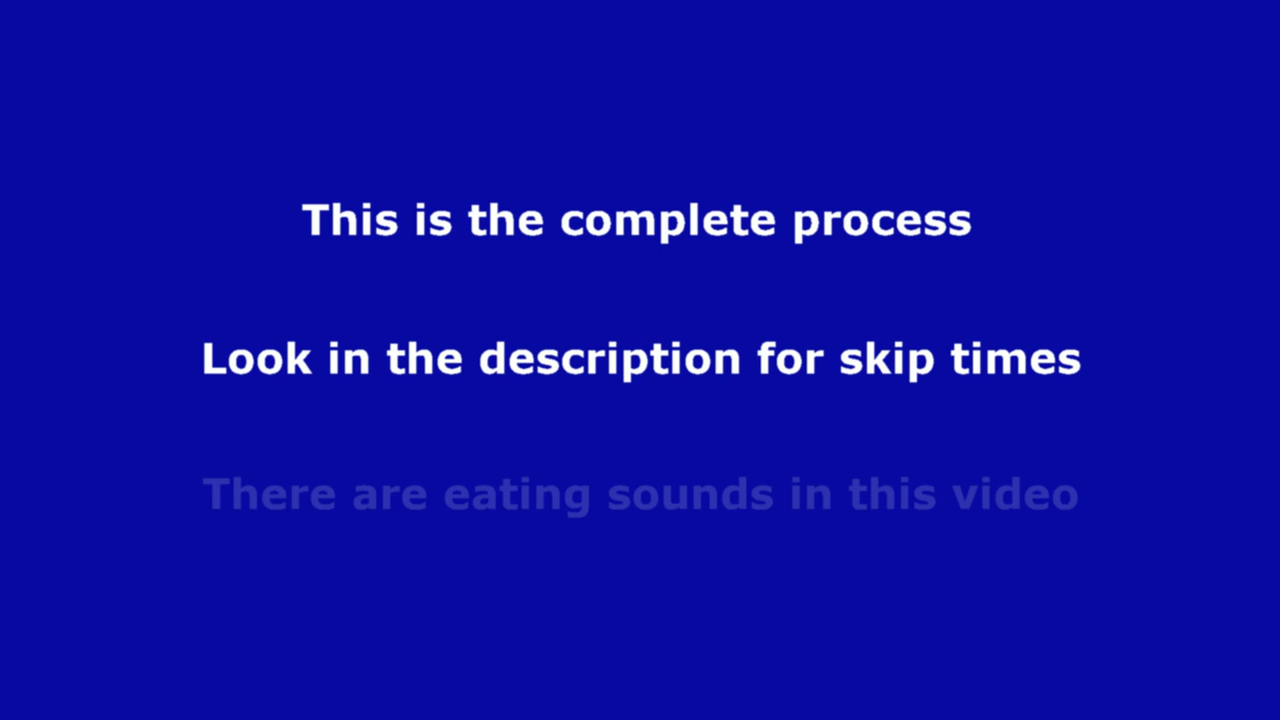 This is the complete process
Look in the description for skip times
There are eating sounds in this video